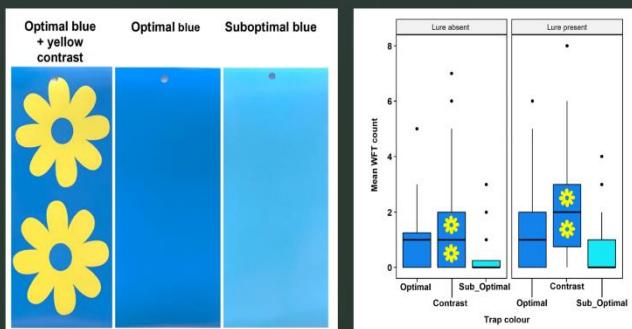 Optimal blue
+ yellow
contrast
Optimal blue
Suboptimal blue
Lure absent
Lure present
Mean WFT count
8
6
4
2
0
Optimal
Contrast
Sub_Optimal
Optimal
Contrast
Sub_Optimal
Trap colour